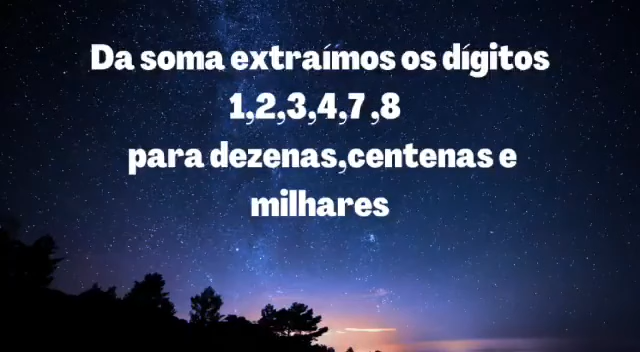 Da soma extraímos os dígitos
1,2,3,4,7 ,8
para dezenas,centenas e
milhares